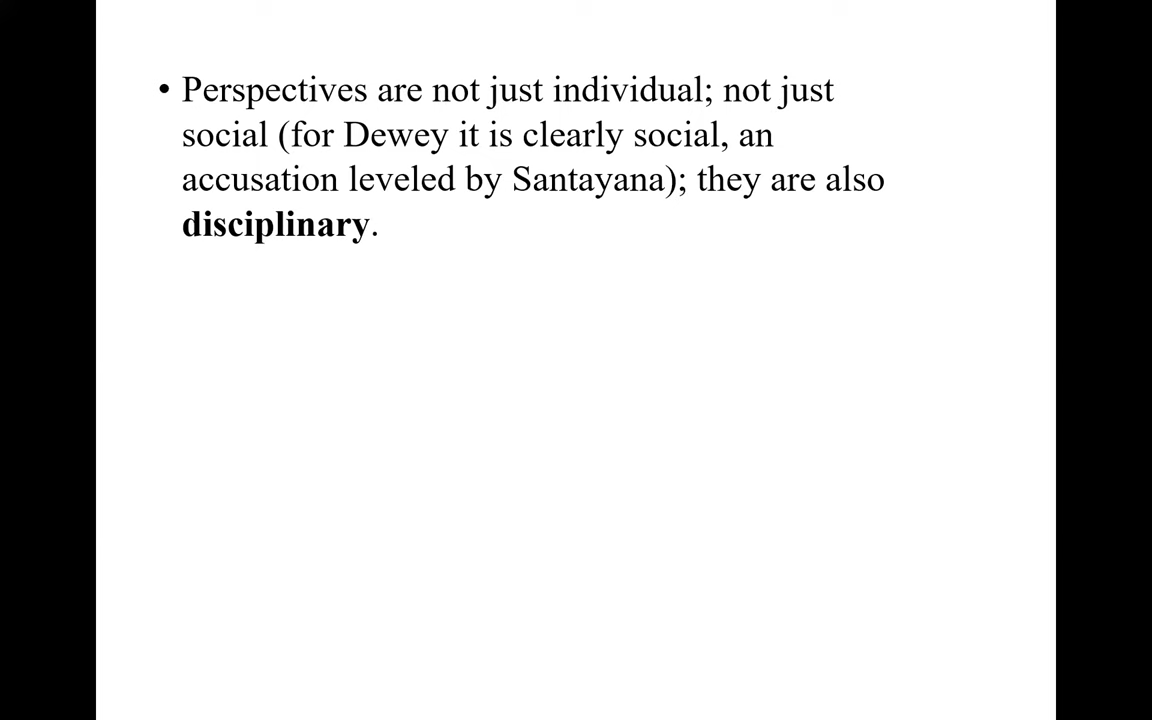 • Perspectives are not just individual; not just
social (for Dewey it is clearly social, an
accusation leveled by Santayana); they are also
disciplinary.